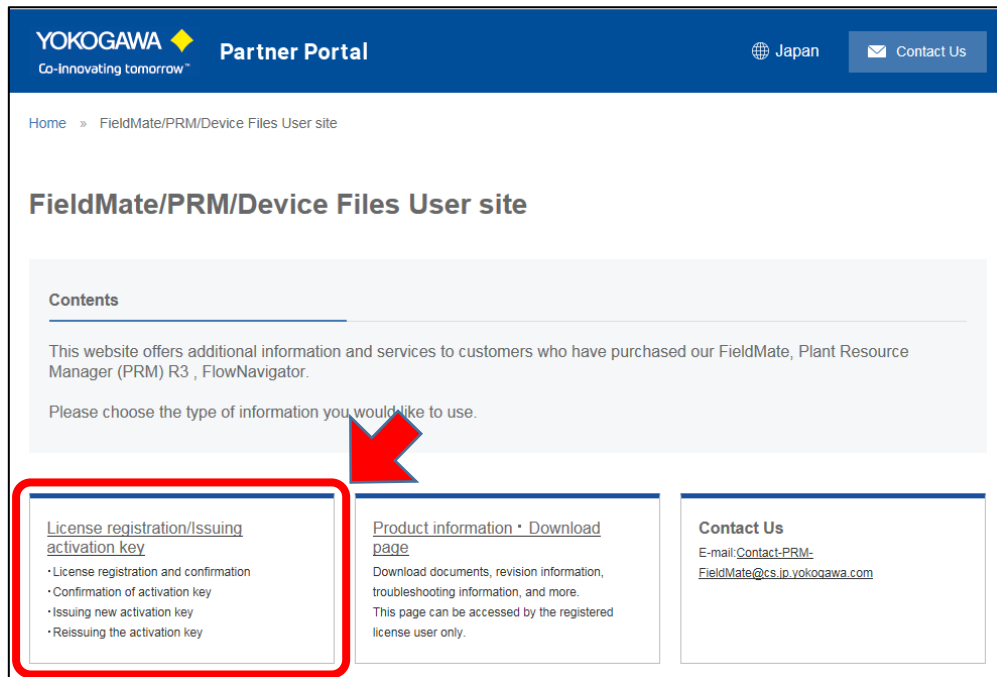 YOKOGAWA
Co-innovating tomorrow™
Partner Portal
Japan
Contact Us
Home » FieldMate/PRM/Device Files User site
FieldMate/PRM/Device Files User site
Contents
This website offers additional information and services to customers who have purchased our FieldMate, Plant Resource
Manager (PRM) R3 , FlowNavigator.
Please choose the type of information you would like to use.
License registration/Issuing
activation key
・License registration and confirmation
・Confirmation of activation key
・Issuing new activation key
・Reissuing the activation key
Product information・Download
page
Download documents, revision information,
troubleshooting information, and more.
This page can be accessed by the registered
license user only.
Contact Us
E-mail:Contact-PRM-
FieldMate@cs.jp.yokogawa.com